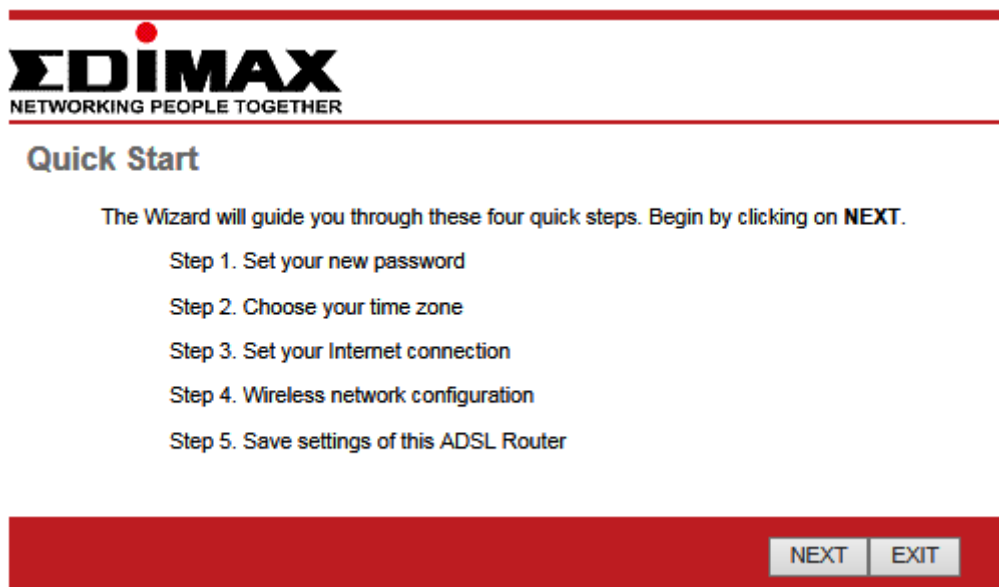 EDIMAX
NETWORKING PEOPLE TOGETHER
Quick Start
The Wizard will guide you through these four quick steps. Begin by clicking on NEXT.
Step 1. Set your new password
Step 2. Choose your time zone
Step 3. Set your Internet connection
Step 4. Wireless network configuration
Step 5. Save settings of this ADSL Router
NEXT EXIT